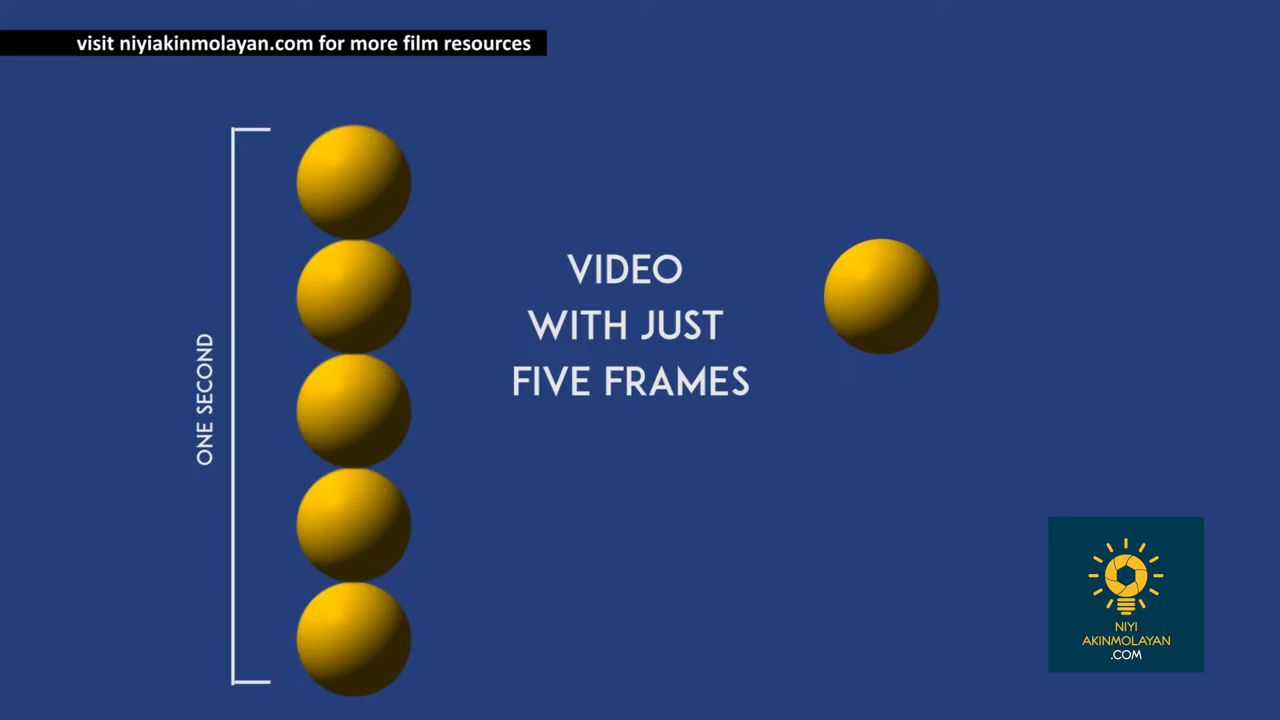 visit niyiakinmolayan.com for more film resources
ONE SECOND
VIDEO
WITH JUST
FIVE FRAMES
NIYI
AKINMOLAYAN
.COM